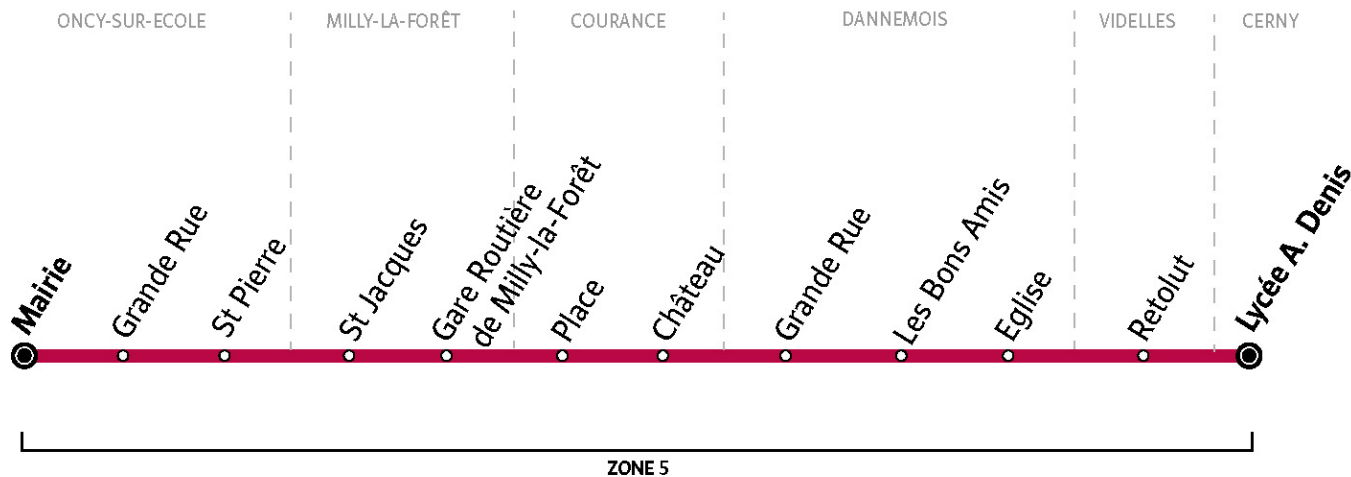 ONCY-SUR-ECOLE
MILLY-LA-FORÊT
COURANCE
DANNEMOIS
VIDELLES
CERNY
Mairie
Grande Rue
St Pierre
St Jacques
Gare Routière
de Milly-la-Forêt
Place
Château
Grande Rue
Les Bons Amis
Eglise
Retolut
Lycée A. Denis
ZONE 5